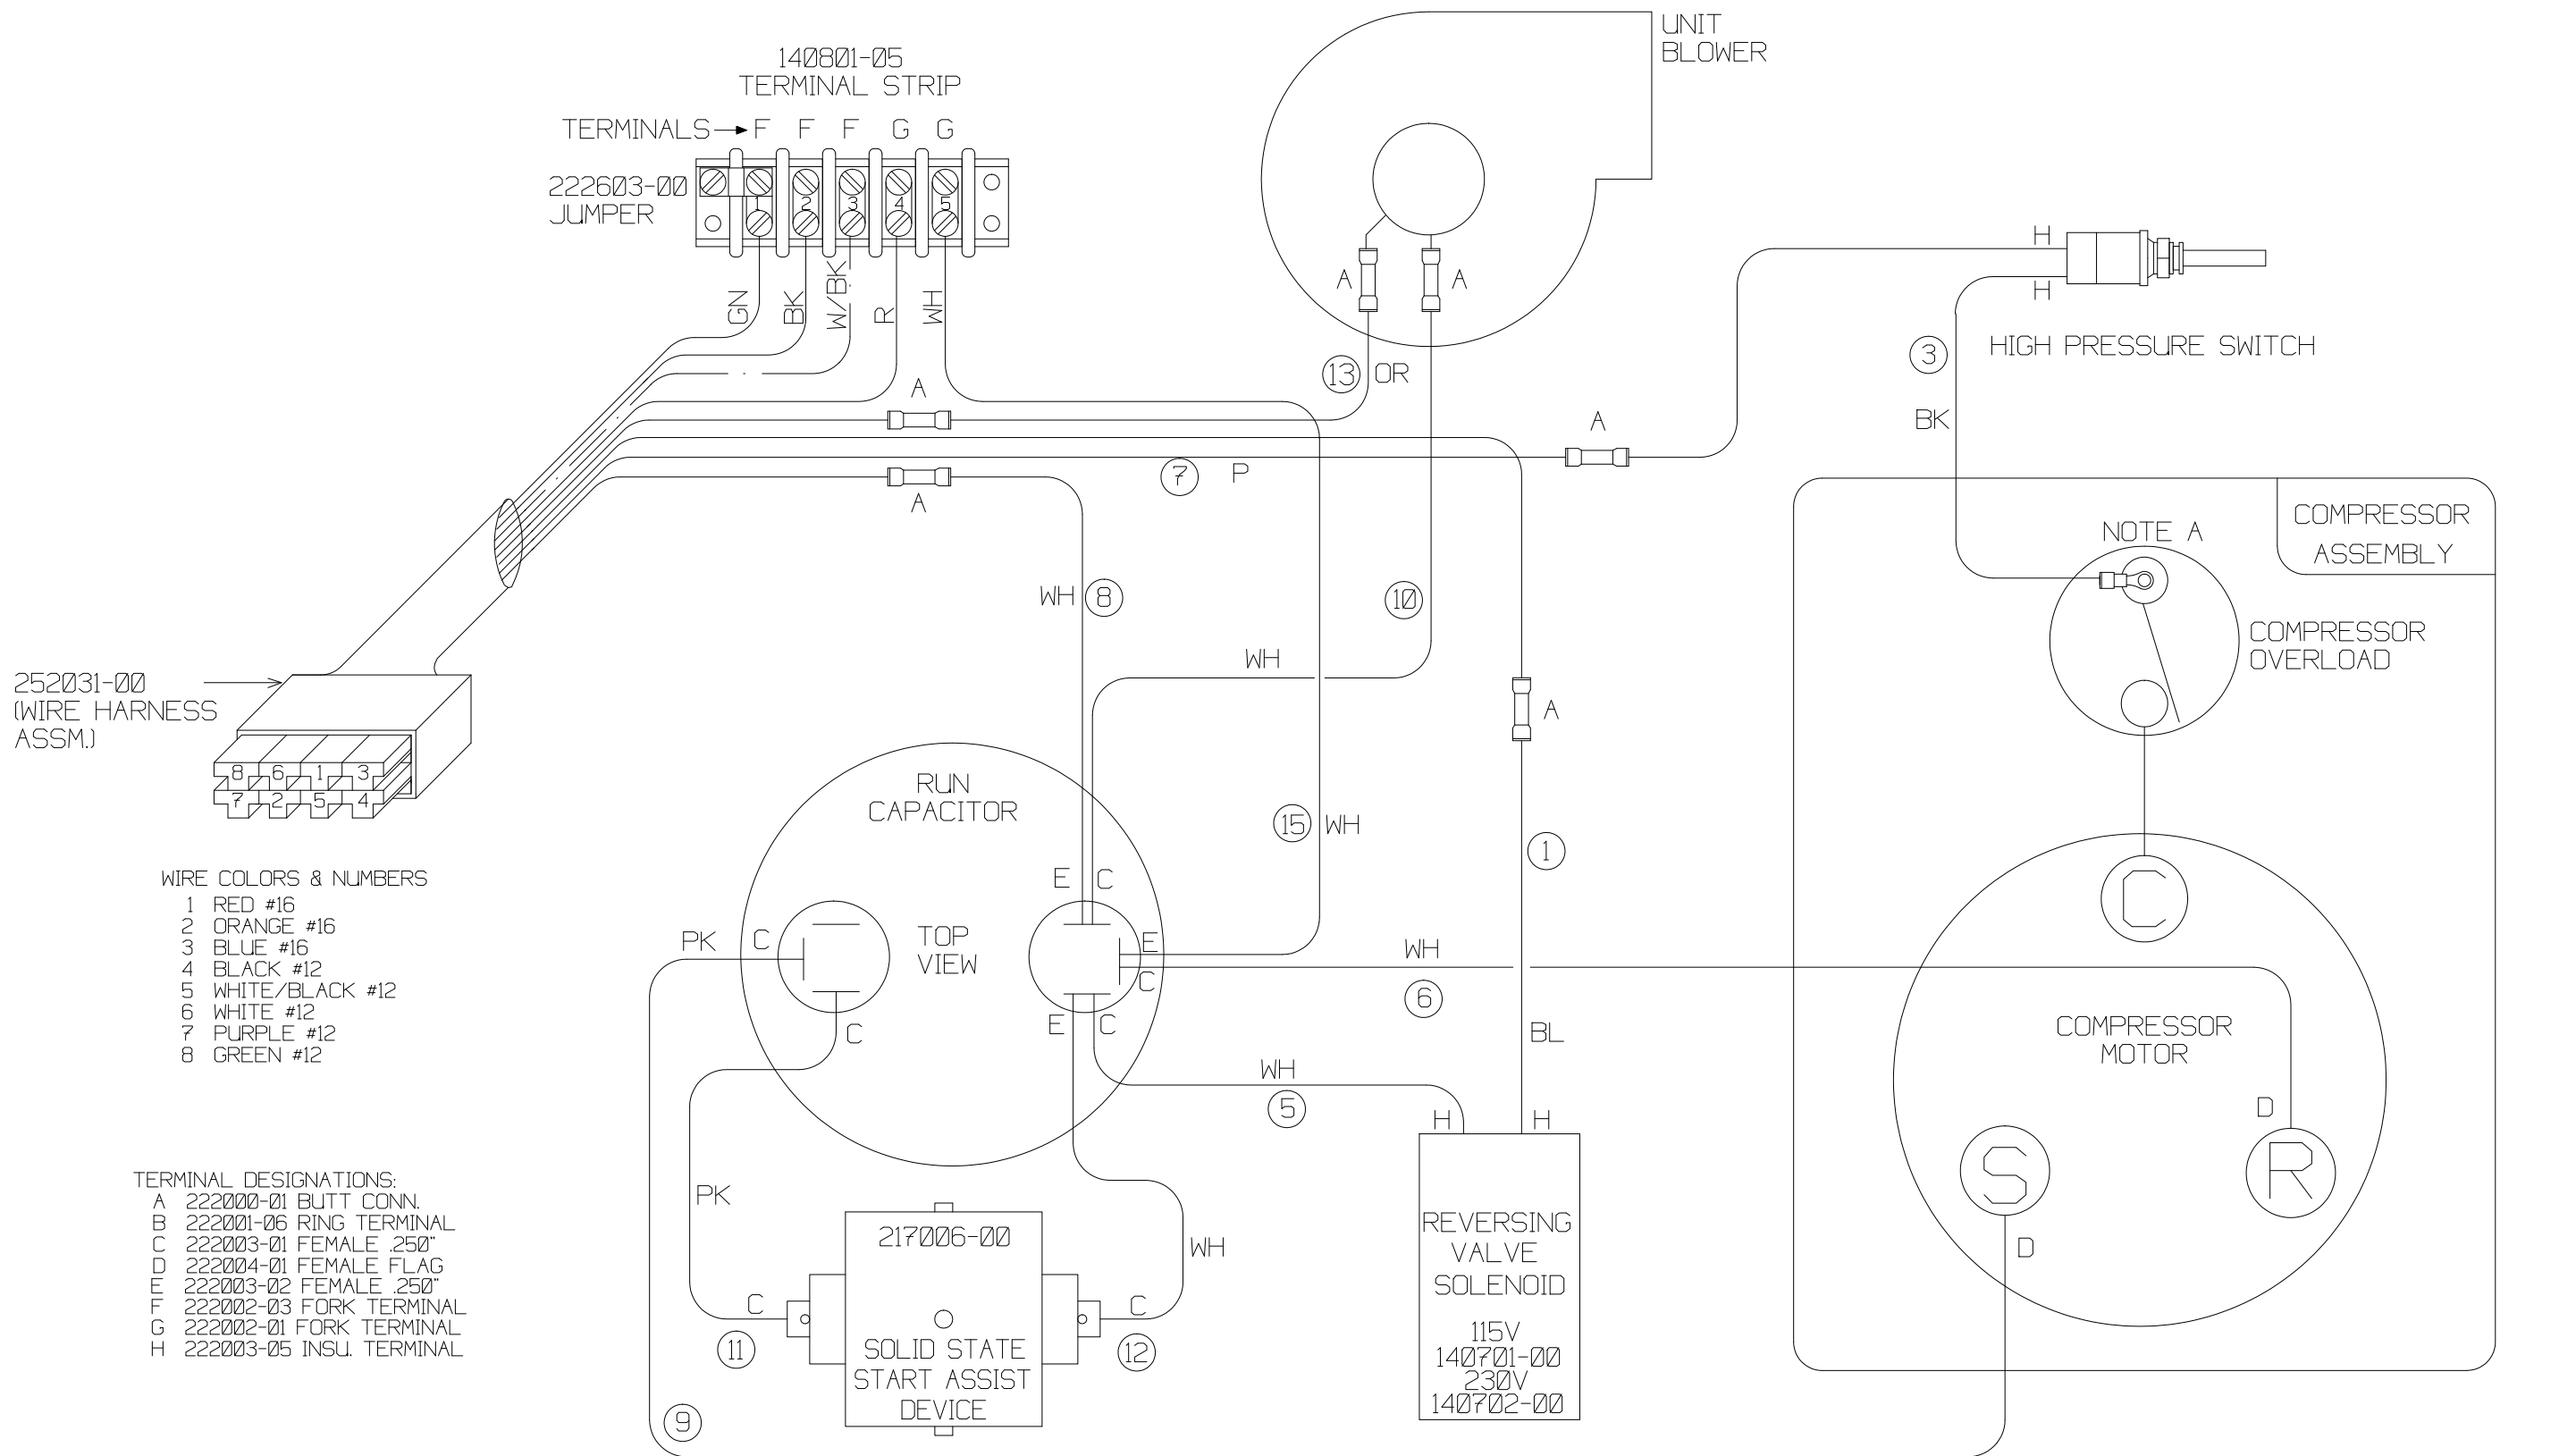 140801-05
TERMINAL STRIP
TERMINALS F F F G G
222603-00
JUMPER
1 2 3 4 5
GN BK W/BK R WH
UNIT
BLOWER
A A
13 OR
A
A
7 P
A
H
H
HIGH PRESSURE SWITCH
3
BK
COMPRESSOR
ASSEMBLY
NOTE A
COMPRESSOR
OVERLOAD
WH 8
10
WH
A
252031-00
(WIRE HARNESS
ASSM.)
8 6 1 3
7 2 5 4
WIRE COLORS & NUMBERS
1 RED #16
2 ORANGE #16
3 BLUE #16
4 BLACK #12
5 WHITE/BLACK #12
6 WHITE #12
7 PURPLE #12
8 GREEN #12
TERMINAL DESIGNATIONS:
A 222000-01 BUTT CONN.
B 222001-06 RING TERMINAL
C 222003-01 FEMALE .250"
D 222004-01 FEMALE FLAG
E 222003-02 FEMALE .250"
F 222002-03 FORK TERMINAL
G 222002-01 FORK TERMINAL
H 222003-05 INSU. TERMINAL
RUN
CAPACITOR
TOP
VIEW
E C
E
C
E C
PK C
C
15 WH
1
WH
6
BL
WH
5
H H
REVERSING
VALVE
SOLENOID
115V
140701-00
230V
140702-00
PK
WH
217006-00
SOLID STATE
START ASSIST
DEVICE
C
11
C
12
9
C
COMPRESSOR
MOTOR
D
S
R
D